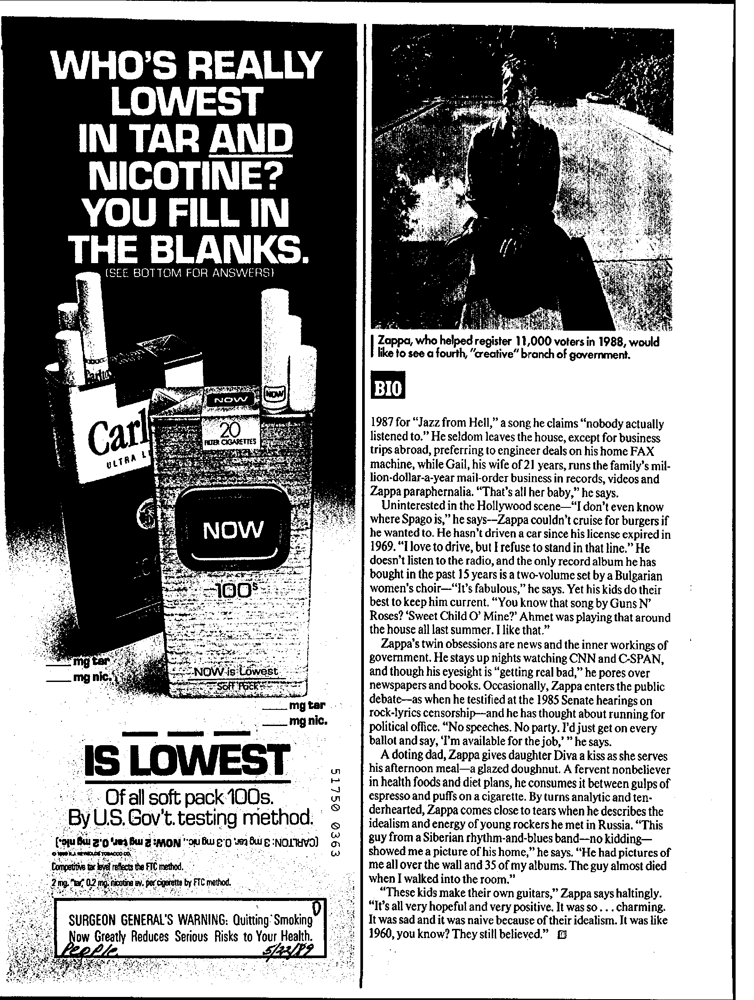 WHO'S REALLY
LOWEST
IN TAR AND
NICOTINE?
YOU FILL IN
THE BLANKS.
(SEE BOTTOM FOR ANSWERS)
Carl
ULTRA L
NOW
NOW
20
FILTER CIGARETTES
NOW
100's
NOW is Lowest
Soft Pack
___ mg tar
___ mg nic.
___ mg tar
___ mg nic.
___ ___ ___
IS LOWEST
Of all soft pack 100s.
By U.S. Gov't. testing method.
[CARLTON: 3 mg tar, 0.3 mg nic.; NOW: 2 mg tar, 0.2 mg nic.]
© 1989 R.J. REYNOLDS TOBACCO CO.
Competitive tar level reflects the FTC method.
2 mg. "tar", 0.2 mg. nicotine av. per cigarette by FTC method.
SURGEON GENERAL'S WARNING: Quitting Smoking
Now Greatly Reduces Serious Risks to Your Health.
People
5/22/89
51750 0363
Zappa, who helped register 11,000 voters in 1988, would
like to see a fourth, "creative" branch of government.
BIO
1987 for "Jazz from Hell," a song he claims "nobody actually
listened to." He seldom leaves the house, except for business
trips abroad, preferring to engineer deals on his home FAX
machine, while Gail, his wife of 21 years, runs the family's mil-
lion-dollar-a-year mail-order business in records, videos and
Zappa paraphernalia. "That's all her baby," he says.
Uninterested in the Hollywood scene—"I don't even know
where Spago is," he says—Zappa couldn't cruise for burgers if
he wanted to. He hasn't driven a car since his license expired in
1969. "I love to drive, but I refuse to stand in that line." He
doesn't listen to the radio, and the only record album he has
bought in the past 15 years is a two-volume set by a Bulgarian
women's choir—"It's fabulous," he says. Yet his kids do their
best to keep him current. "You know that song by Guns N'
Roses? 'Sweet Child O' Mine?' Ahmet was playing that around
the house all last summer. I like that."
Zappa's twin obsessions are news and the inner workings of
government. He stays up nights watching CNN and C-SPAN,
and though his eyesight is "getting real bad," he pores over
newspapers and books. Occasionally, Zappa enters the public
debate—as when he testified at the 1985 Senate hearings on
rock-lyrics censorship—and he has thought about running for
political office. "No speeches. No party. I'd just get on every
ballot and say, 'I'm available for the job,' " he says.
A doting dad, Zappa gives daughter Diva a kiss as she serves
his afternoon meal—a glazed doughnut. A fervent nonbeliever
in health foods and diet plans, he consumes it between gulps of
espresso and puffs on a cigarette. By turns analytic and ten-
derhearted, Zappa comes close to tears when he describes the
idealism and energy of young rockers he met in Russia. "This
guy from a Siberian rhythm-and-blues band—no kidding—
showed me a picture of his home," he says. "He had pictures of
me all over the wall and 35 of my albums. The guy almost died
when I walked into the room."
"These kids make their own guitars," Zappa says haltingly.
"It's all very hopeful and very positive. It was so . . . charming.
It was sad and it was naive because of their idealism. It was like
1960, you know? They still believed."